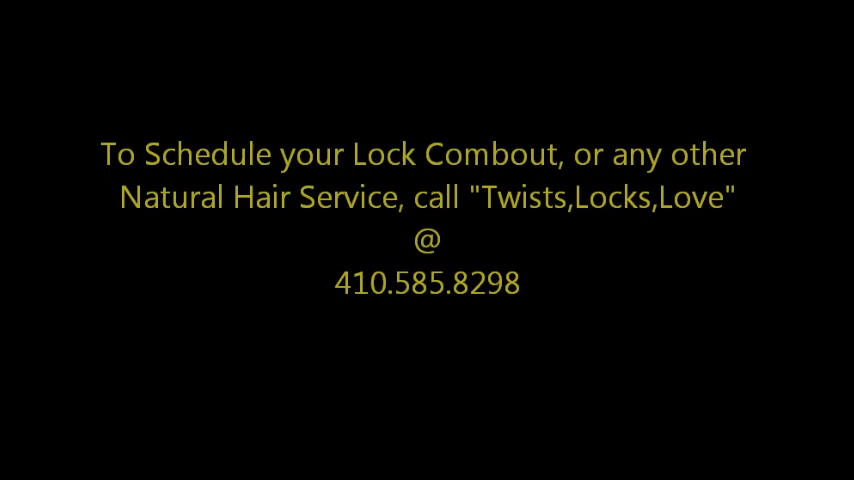 To Schedule your Lock Combout, or any other
Natural Hair Service, call "Twists,Locks,Love"
@
410.585.8298